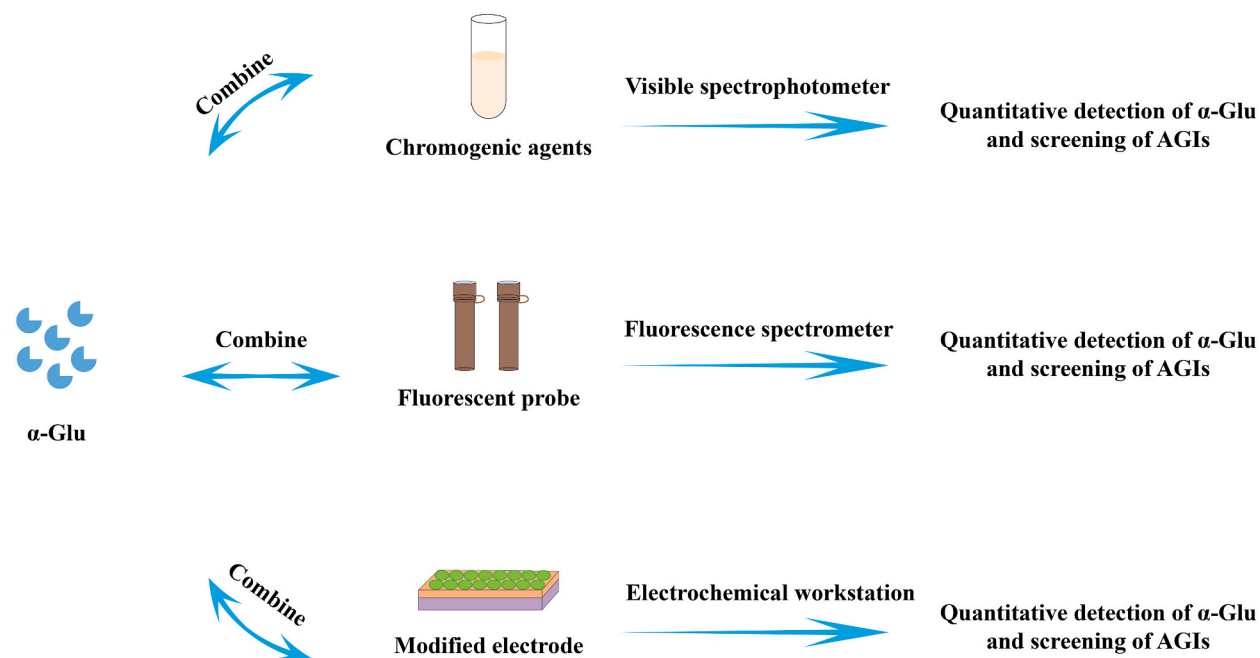 Combine
Chromogenic agents
Visible spectrophotometer
Quantitative detection of α-Glu
and screening of AGIs
α-Glu
Combine
Fluorescent probe
Fluorescence spectrometer
Quantitative detection of α-Glu
and screening of AGIs
Combine
Modified electrode
Electrochemical workstation
Quantitative detection of α-Glu
and screening of AGIs